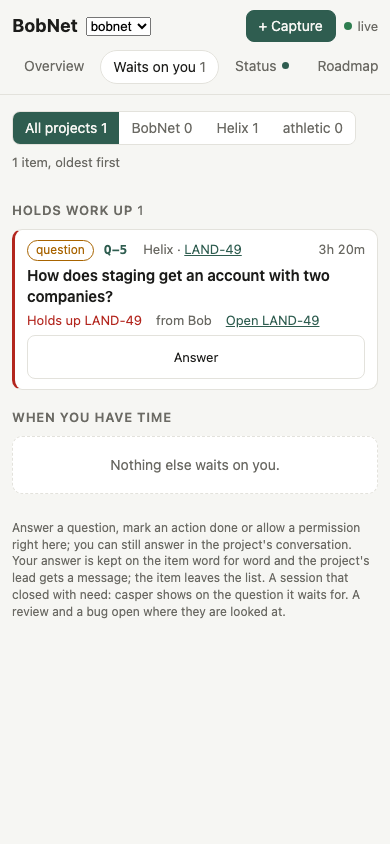 BobNet bobnet + Capture live
Overview Waits on you 1 Status Roadmap
All projects 1 BobNet 0 Helix 1 athletic 0
1 item, oldest first
HOLDS WORK UP 1
question Q–5 Helix · LAND-49 3h 20m
How does staging get an account with two
companies?
Holds up LAND-49 from Bob Open LAND-49
Answer
WHEN YOU HAVE TIME
Nothing else waits on you.
Answer a question, mark an action done or allow a permission
right here; you can still answer in the project's conversation.
Your answer is kept on the item word for word and the project's
lead gets a message; the item leaves the list. A session that
closed with need: casper shows on the question it waits for. A
review and a bug open where they are looked at.